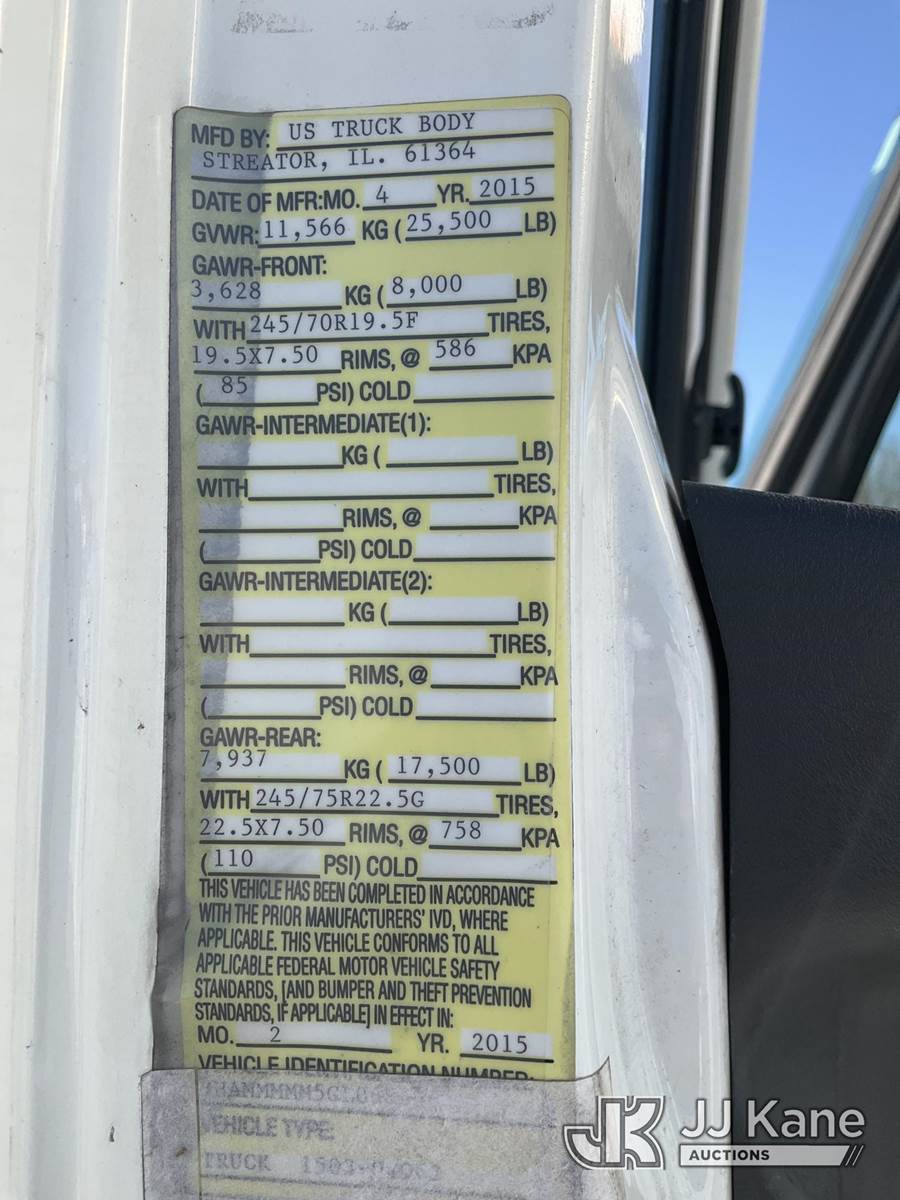 MFD BY: US TRUCK BODY
STREATOR, IL. 61364
DATE OF MFR:MO. 4 YR. 2015
GVWR: 11,566 KG ( 25,500 LB)
GAWR-FRONT:
3,628 KG ( 8,000 LB)
WITH 245/70R19.5F TIRES,
19.5X7.50 RIMS, @ 586 KPA
( 85 PSI) COLD
GAWR-INTERMEDIATE(1):
KG ( LB)
WITH TIRES,
RIMS, @ KPA
( PSI) COLD
GAWR-INTERMEDIATE(2):
KG ( LB)
WITH TIRES,
RIMS, @ KPA
( PSI) COLD
GAWR-REAR:
7,937 KG ( 17,500 LB)
WITH 245/75R22.5G TIRES,
22.5X7.50 RIMS, @ 758 KPA
(110 PSI) COLD
THIS VEHICLE HAS BEEN COMPLETED IN ACCORDANCE
WITH THE PRIOR MANUFACTURERS' IVD, WHERE
APPLICABLE. THIS VEHICLE CONFORMS TO ALL
APPLICABLE FEDERAL MOTOR VEHICLE SAFETY
STANDARDS, [AND BUMPER AND THEFT PREVENTION
STANDARDS, IF APPLICABLE] IN EFFECT IN:
MO. 2 YR. 2015
VEHICLE IDENTIFICATION NUMBER:
VEHICLE TYPE:
TRUCK
JK JJ Kane
AUCTIONS